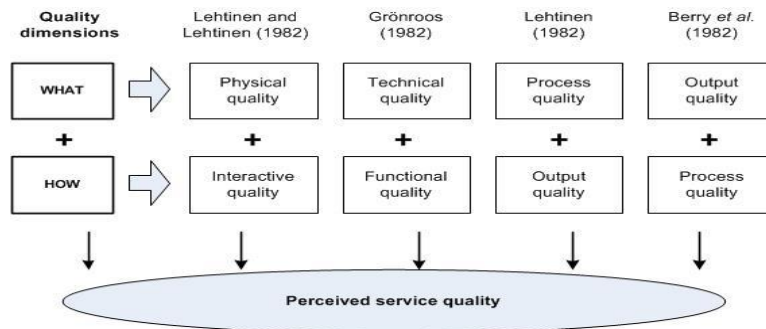 Quality
dimensions
Lehtinen and
Lehtinen (1982)
Grönroos
(1982)
Lehtinen
(1982)
Berry et al.
(1982)
WHAT
Physical
quality
Technical
quality
Process
quality
Output
quality
+
+
+
+
+
HOW
Interactive
quality
Functional
quality
Output
quality
Process
quality
Perceived service quality